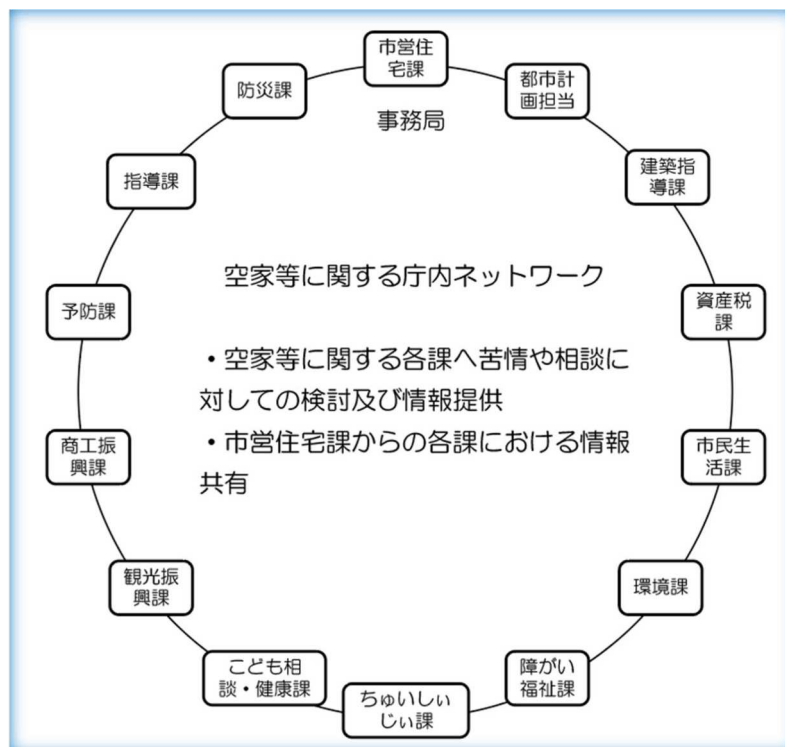 市営住
宅課
事務局
都市計
画担当
建築指
導課
資産税
課
市民生
活課
環境課
障がい
福祉課
ちゅいしぃ
じぃ課
こども相
談・健康課
観光振
興課
商工振
興課
予防課
指導課
防災課
空家等に関する庁内ネットワーク
・空家等に関する各課へ苦情や相談に
対しての検討及び情報提供
・市営住宅課からの各課における情報
共有